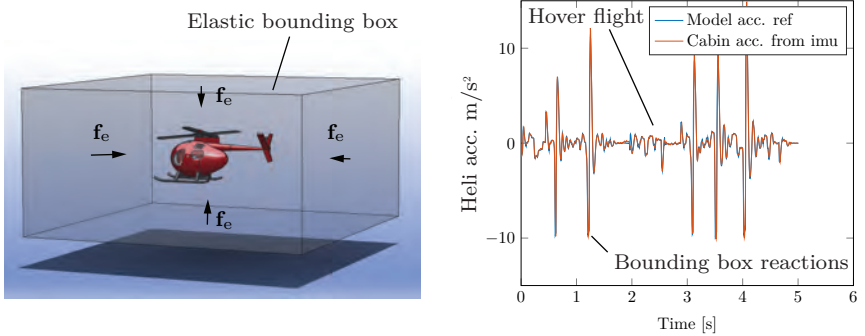 Elastic bounding box
f_e
f_e
f_e
f_e
Hover flight
Model acc. ref
Cabin acc. from imu
Heli acc. m/s²
10
0
−10
Bounding box reactions
0
1
2
3
4
5
6
Time [s]